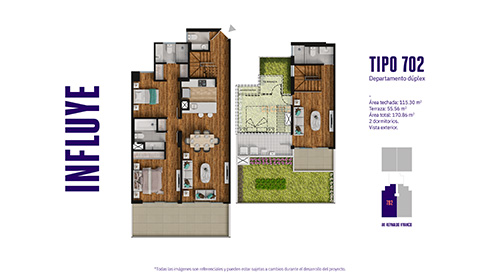 INFLUYE
TIPO 702
Departamento dúplex
Área techada: 115.30 m²
Terraza: 55.56 m²
Área total: 170.86 m²
2 dormitorios.
Vista exterior.
702
*Todas las imágenes son referenciales y pueden estar sujetas a cambios durante el desarrollo del proyecto.